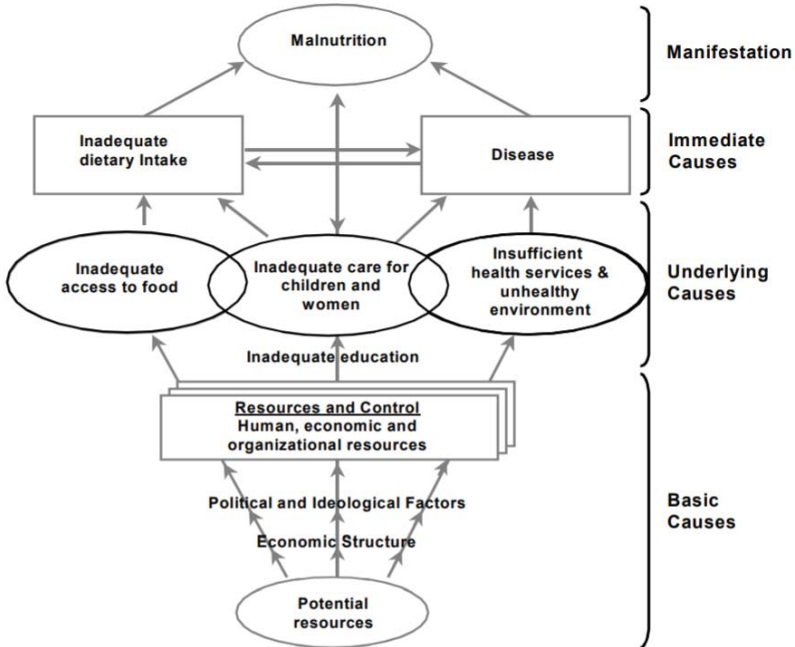 Malnutrition
Manifestation
Inadequate
dietary Intake
Disease
Immediate
Causes
Inadequate
access to food
Inadequate care for
children and
women
Insufficient
health services &
unhealthy
environment
Underlying
Causes
Inadequate education
Resources and Control
Human, economic and
organizational resources
Political and Ideological Factors
Economic Structure
Basic
Causes
Potential
resources